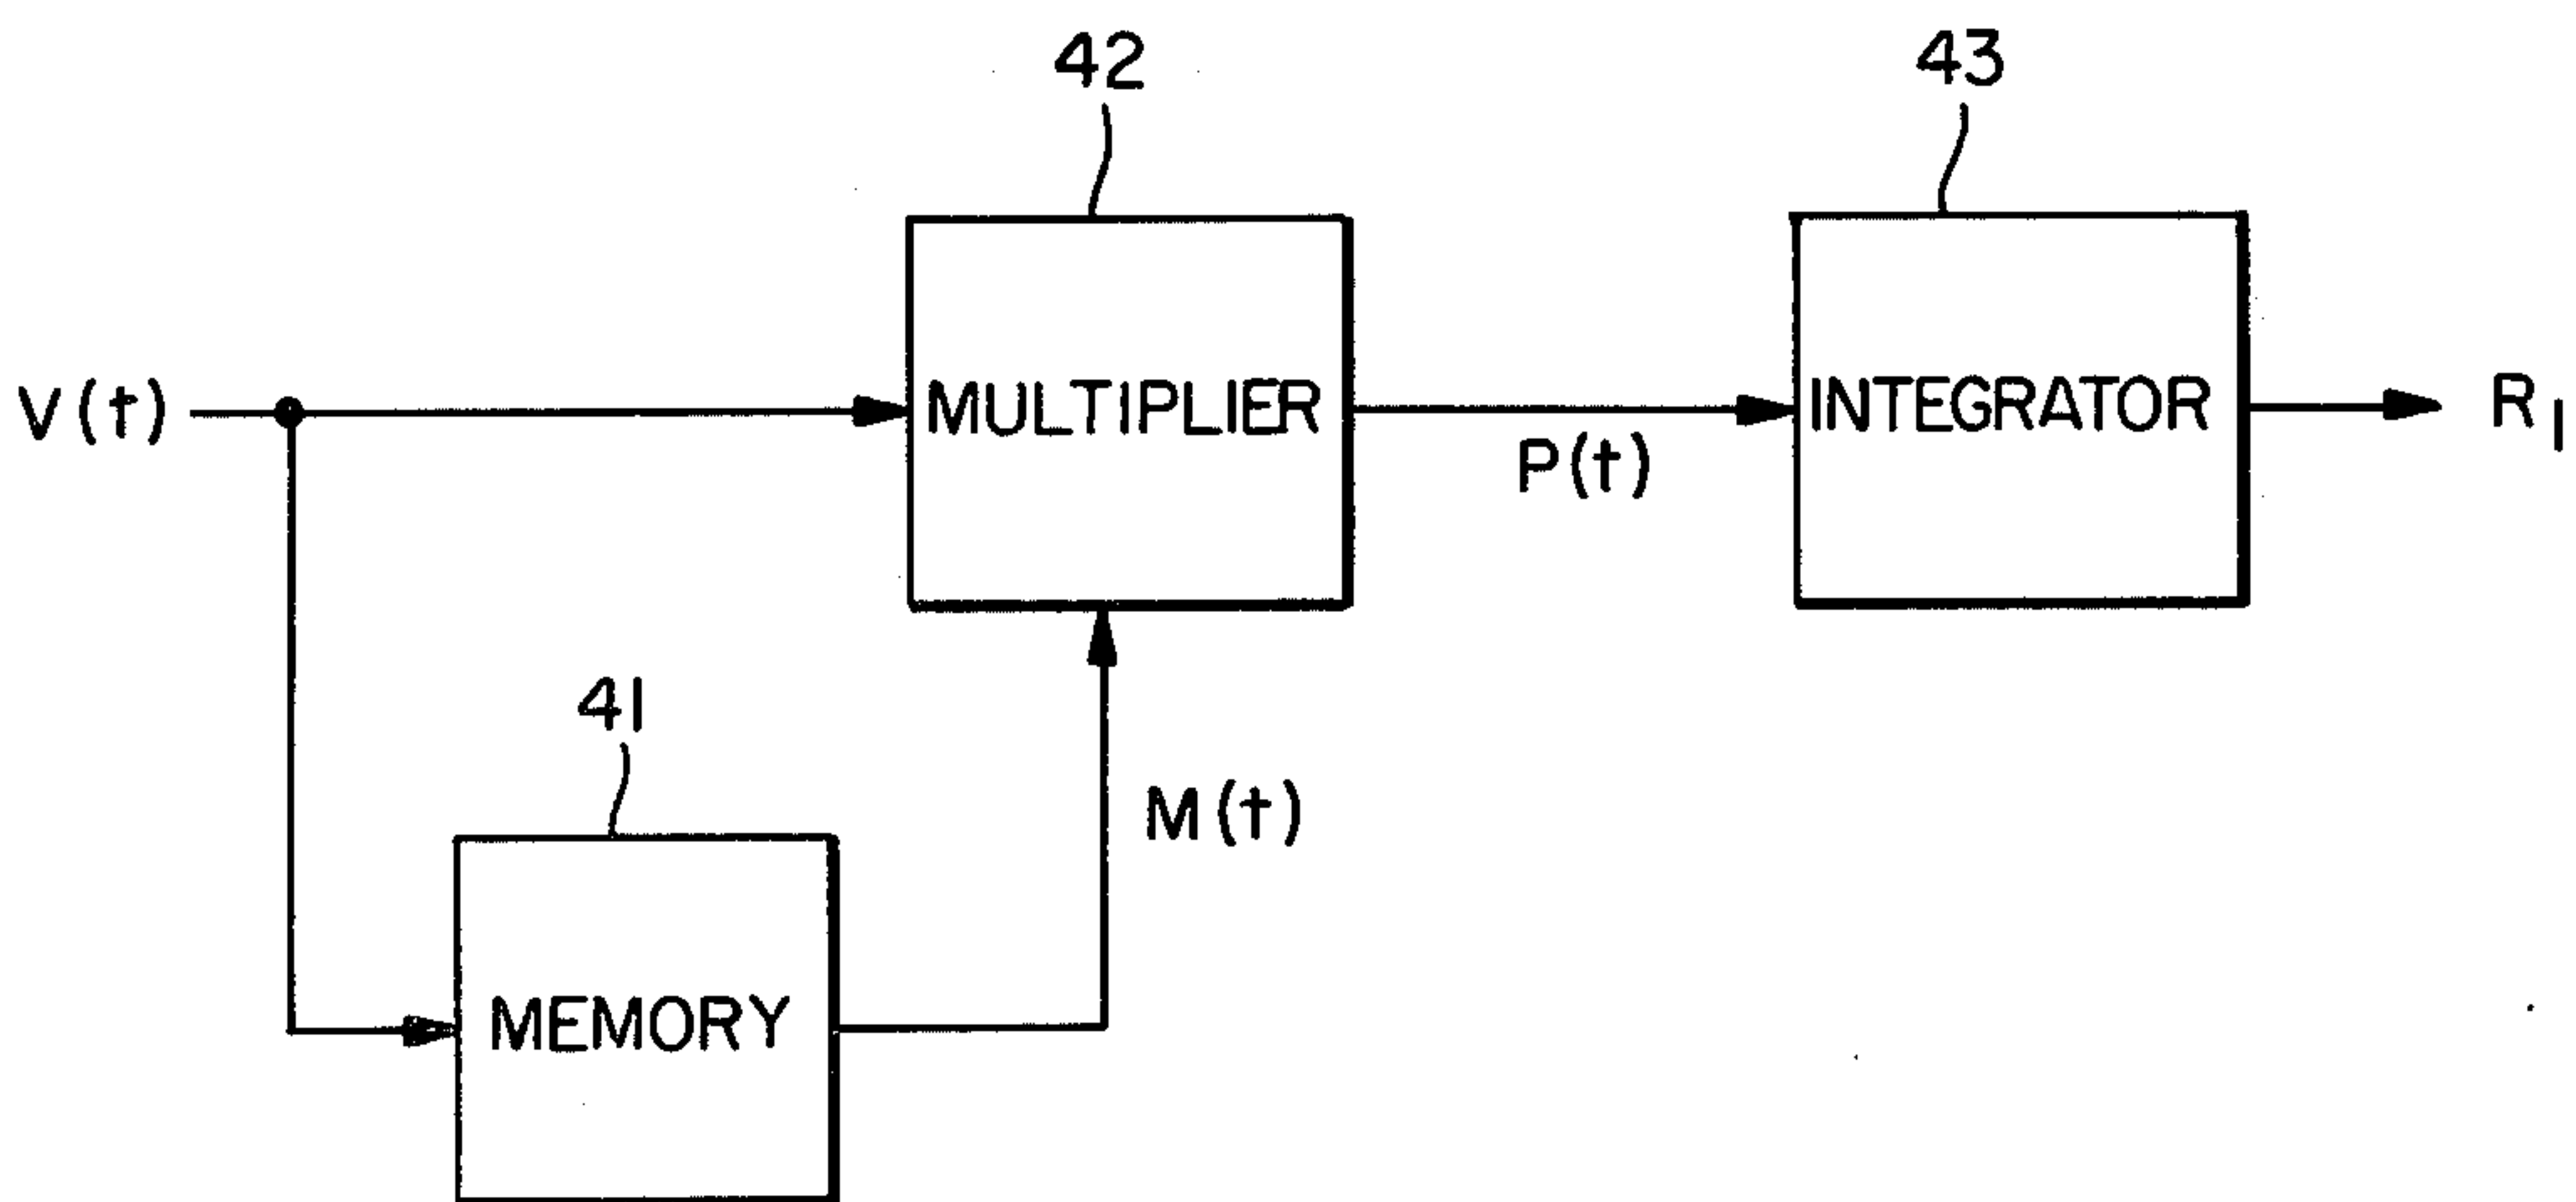 42
43
V(t)
MULTIPLIER
INTEGRATOR
R1
P(t)
41
M(t)
MEMORY